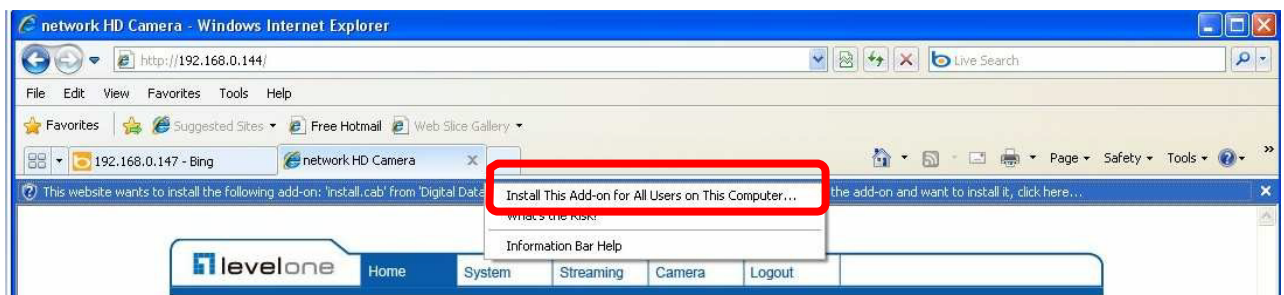 network HD Camera - Windows Internet Explorer
http://192.168.0.144/
Live Search
File Edit View Favorites Tools Help
Favorites Suggested Sites Free Hotmail Web Slice Gallery
192.168.0.147 - Bing network HD Camera Page Safety Tools
This website wants to install the following add-on: 'install.cab' from 'Digital Data the add-on and want to install it, click here...
Install This Add-on for All Users on This Computer...
What's the Risk?
Information Bar Help
levelone Home System Streaming Camera Logout